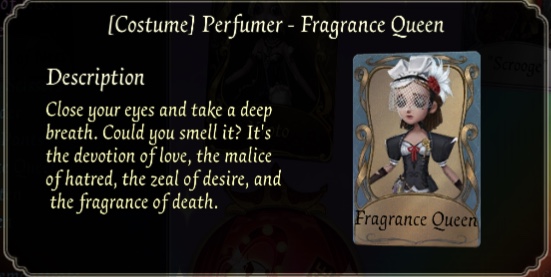 [Costume] Perfumer - Fragrance Queen
Description
Close your eyes and take a deep
breath. Could you smell it? It's
the devotion of love, the malice
of hatred, the zeal of desire, and
the fragrance of death.
Fragrance Queen
Scrooge